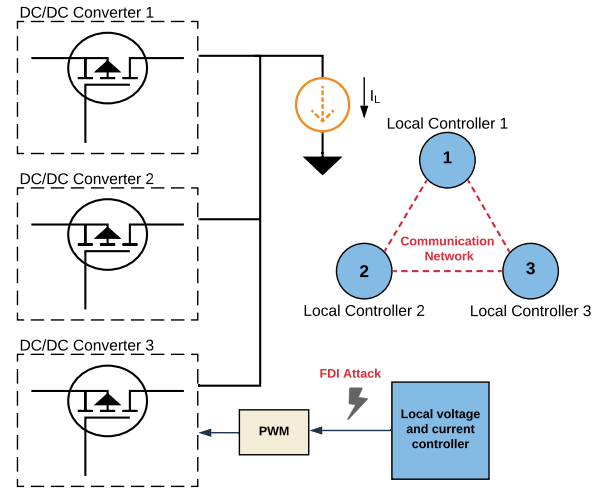 DC/DC Converter 1
I_L
Local Controller 1
1
DC/DC Converter 2
Communication
Network
2
3
Local Controller 2
Local Controller 3
DC/DC Converter 3
FDI Attack
PWM
Local voltage
and current
controller